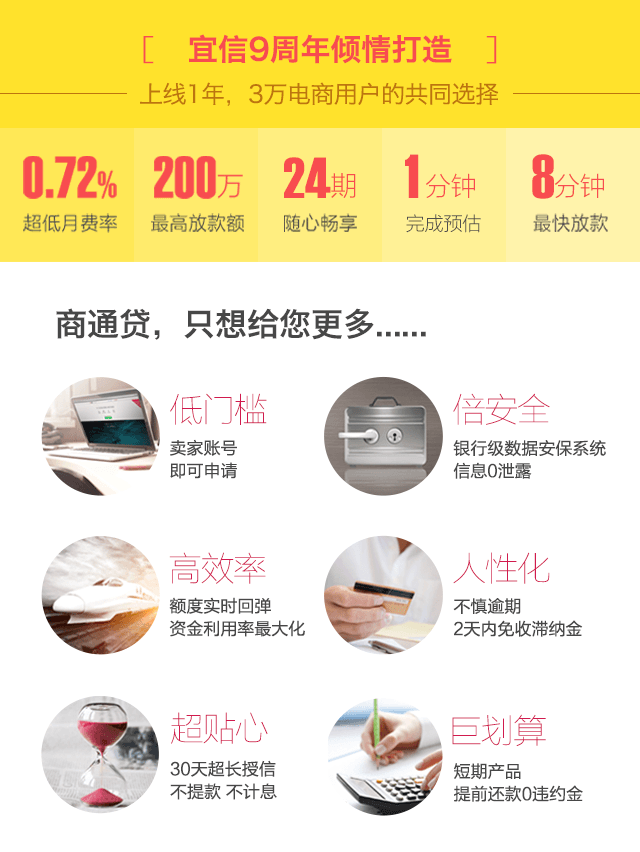 [ 宜信9周年倾情打造 ]
上线1年，3万电商用户的共同选择
0.72%
超低月费率
200万
最高放款额
24期
随心畅享
1分钟
完成预估
8分钟
最快放款
商通贷，只想给您更多......
低门槛
卖家账号
即可申请
倍安全
银行级数据安保系统
信息0泄露
高效率
额度实时回弹
资金利用率最大化
人性化
不慎逾期
2天内免收滞纳金
超贴心
30天超长授信
不提款 不计息
巨划算
短期产品
提前还款0违约金